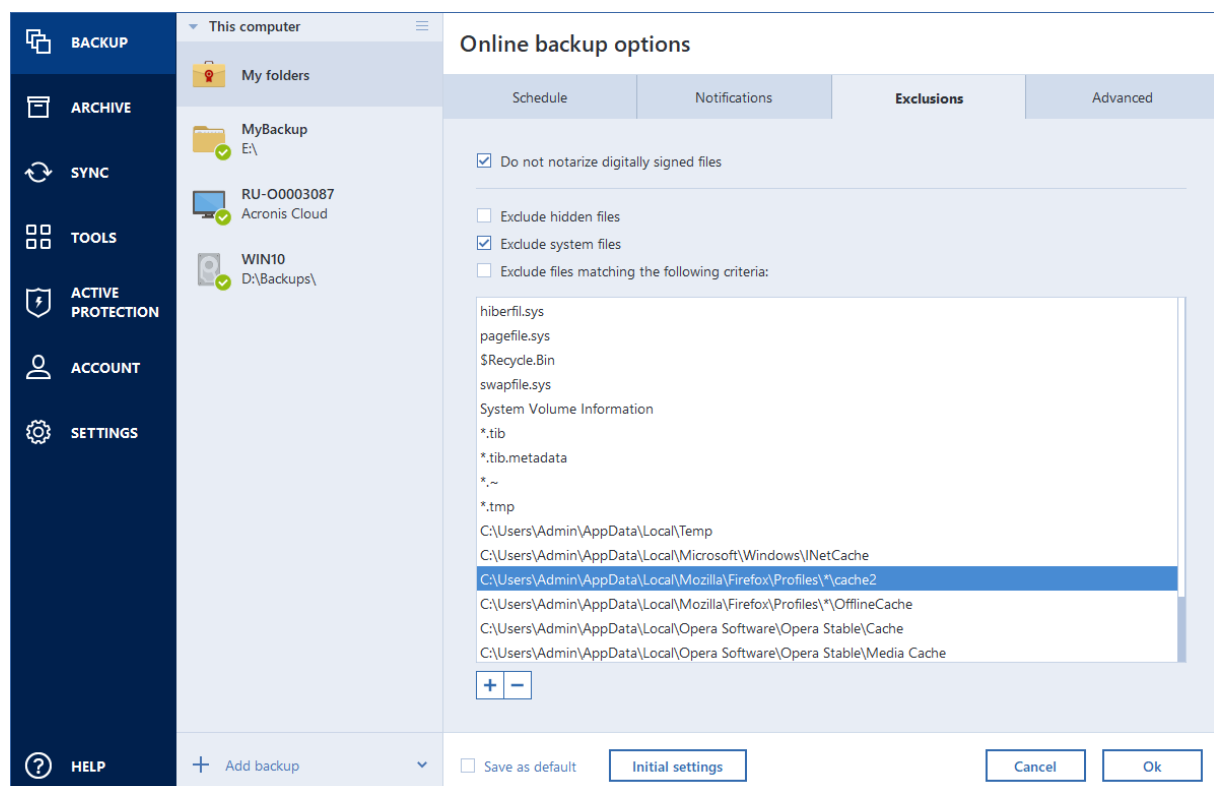 BACKUP
ARCHIVE
SYNC
TOOLS
ACTIVE
PROTECTION
ACCOUNT
SETTINGS
HELP
This computer
My folders
MyBackup
E:\
RU-O0003087
Acronis Cloud
WIN10
D:\Backups\
Add backup
Online backup options
Schedule Notifications Exclusions Advanced
Do not notarize digitally signed files
Exclude hidden files
Exclude system files
Exclude files matching the following criteria:
hiberfil.sys
pagefile.sys
$Recycle.Bin
swapfile.sys
System Volume Information
*.tib
*.tib.metadata
*.~
*.tmp
C:\Users\Admin\AppData\Local\Temp
C:\Users\Admin\AppData\Local\Microsoft\Windows\INetCache
C:\Users\Admin\AppData\Local\Mozilla\Firefox\Profiles\*\cache2
C:\Users\Admin\AppData\Local\Mozilla\Firefox\Profiles\*\OfflineCache
C:\Users\Admin\AppData\Local\Opera Software\Opera Stable\Cache
C:\Users\Admin\AppData\Local\Opera Software\Opera Stable\Media Cache
Save as default Initial settings Cancel Ok